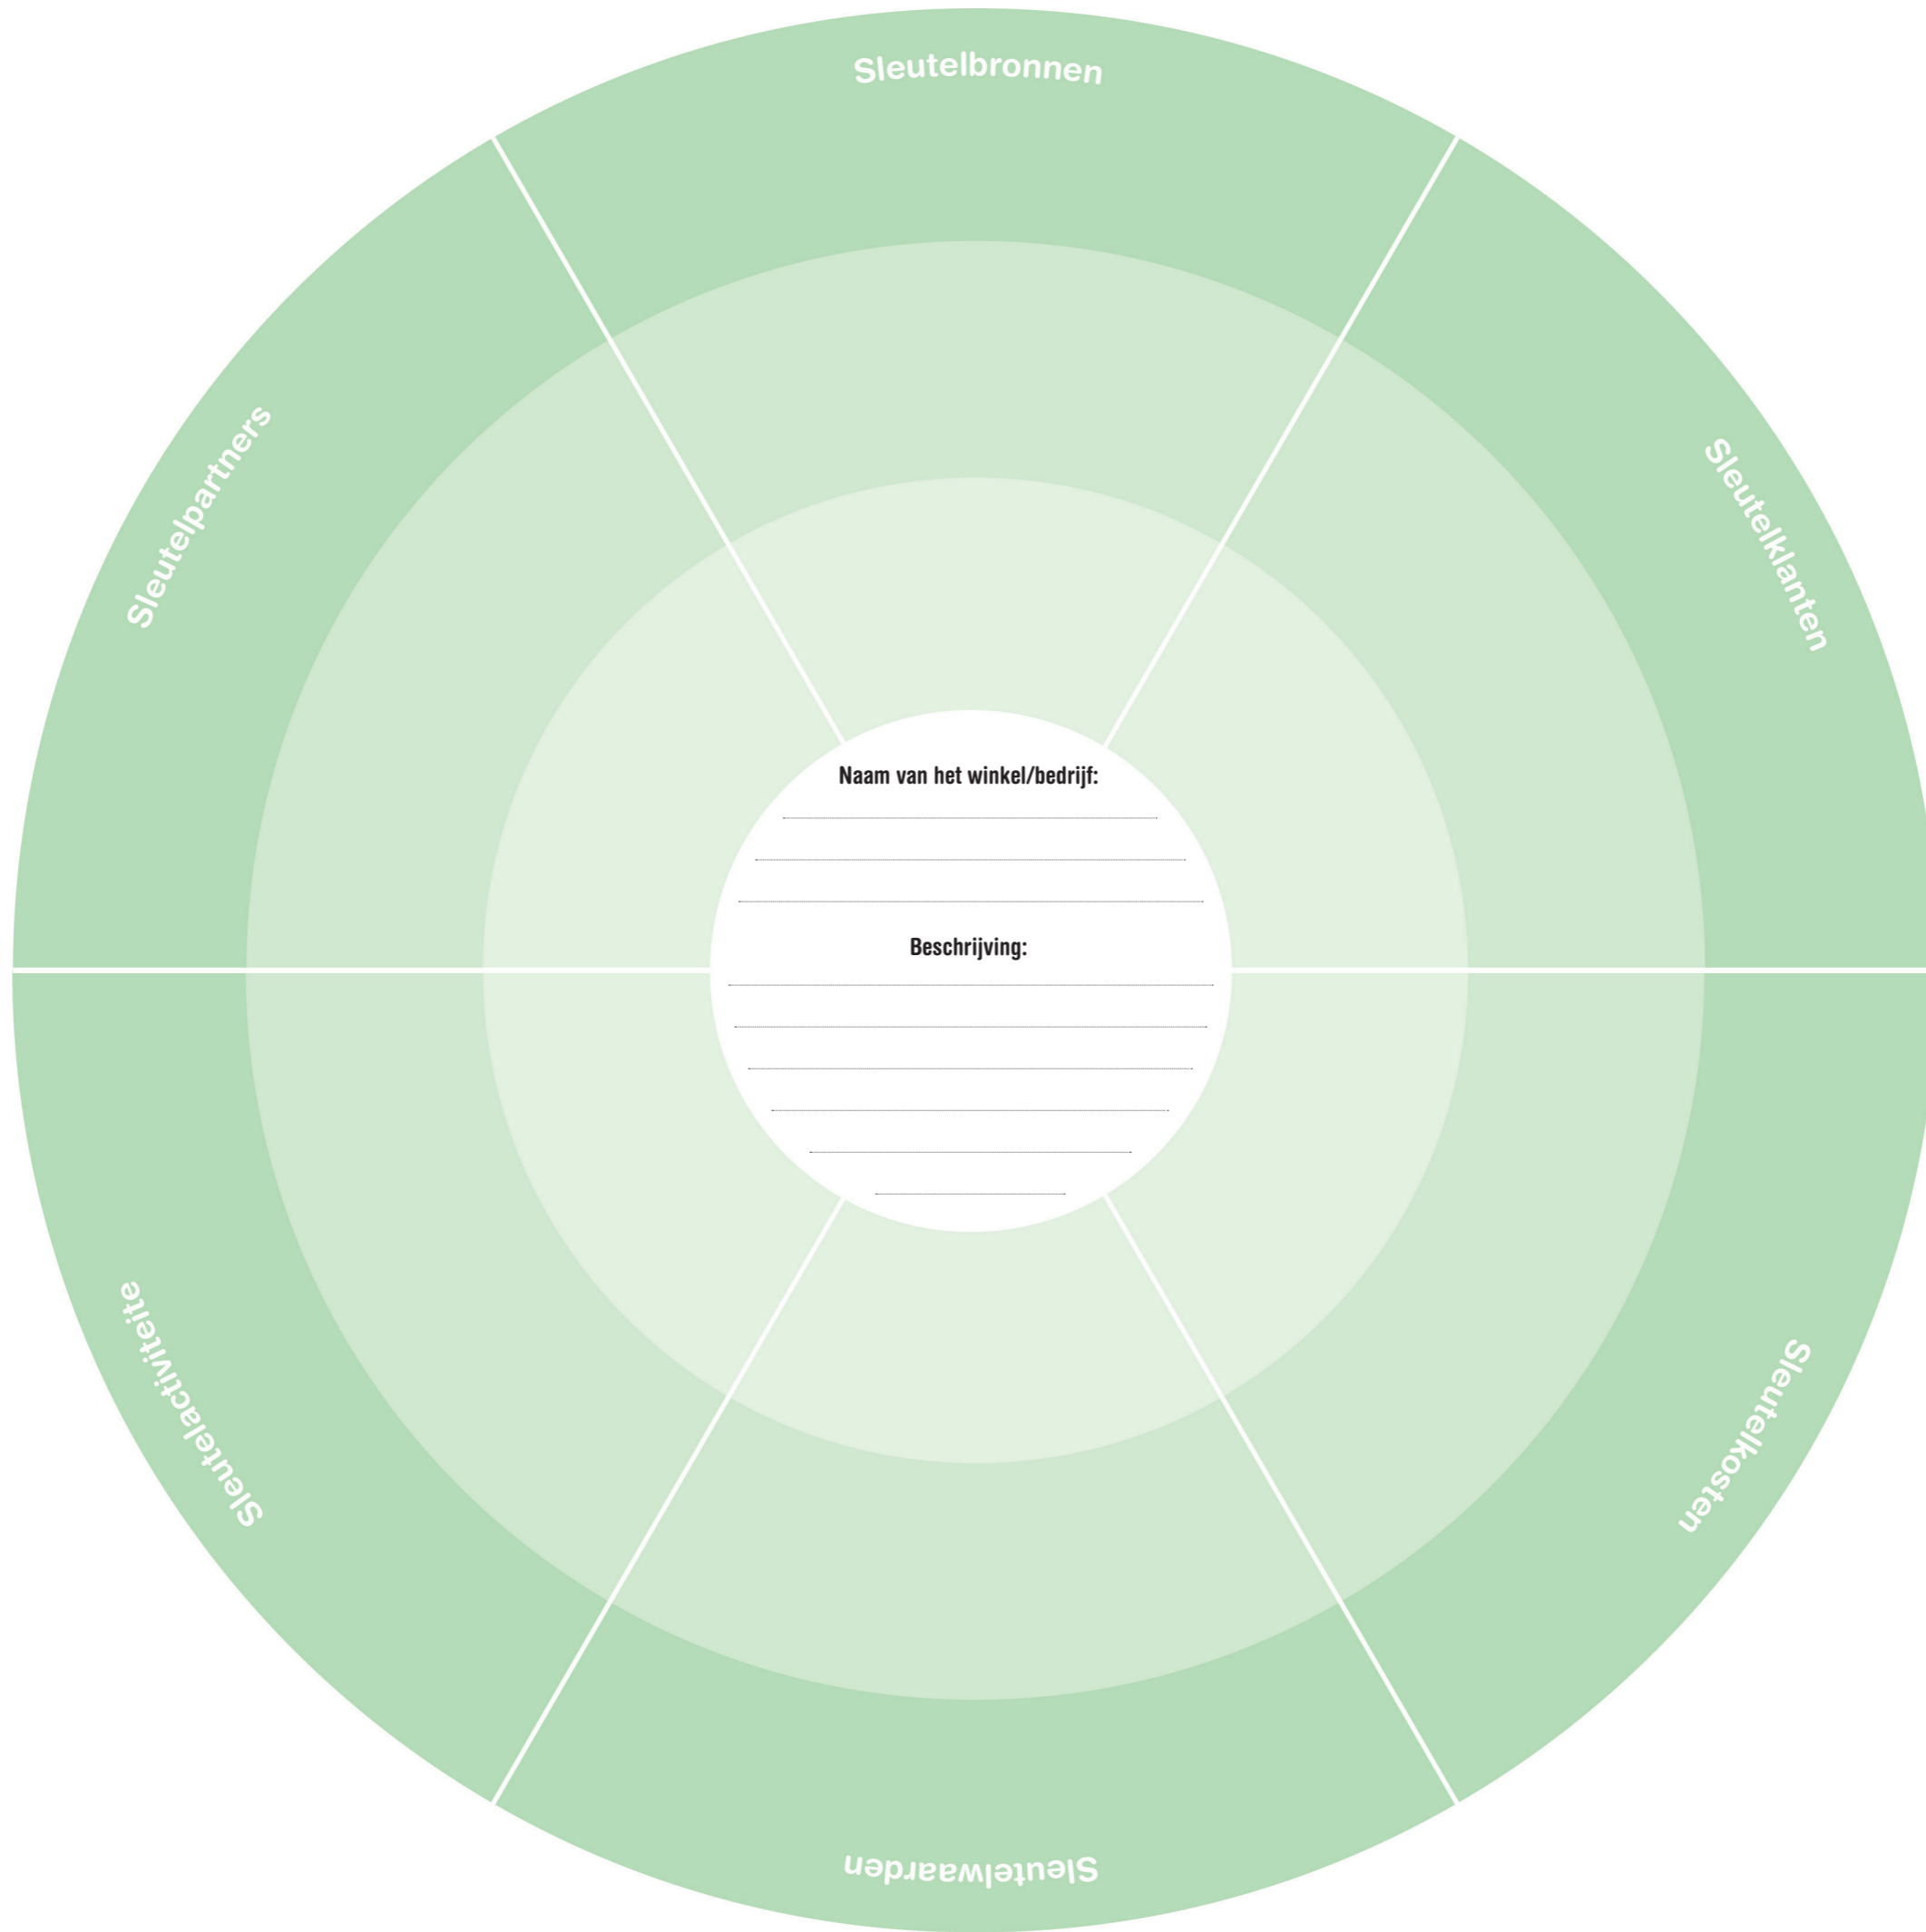 Sleutelbronnen
Sleutelpartners
Sleutelklanten
Naam van het winkel/bedrijf:
Beschrijving:
Sleutelactiviteite
Sleutelkosten
Sleutelwaarden